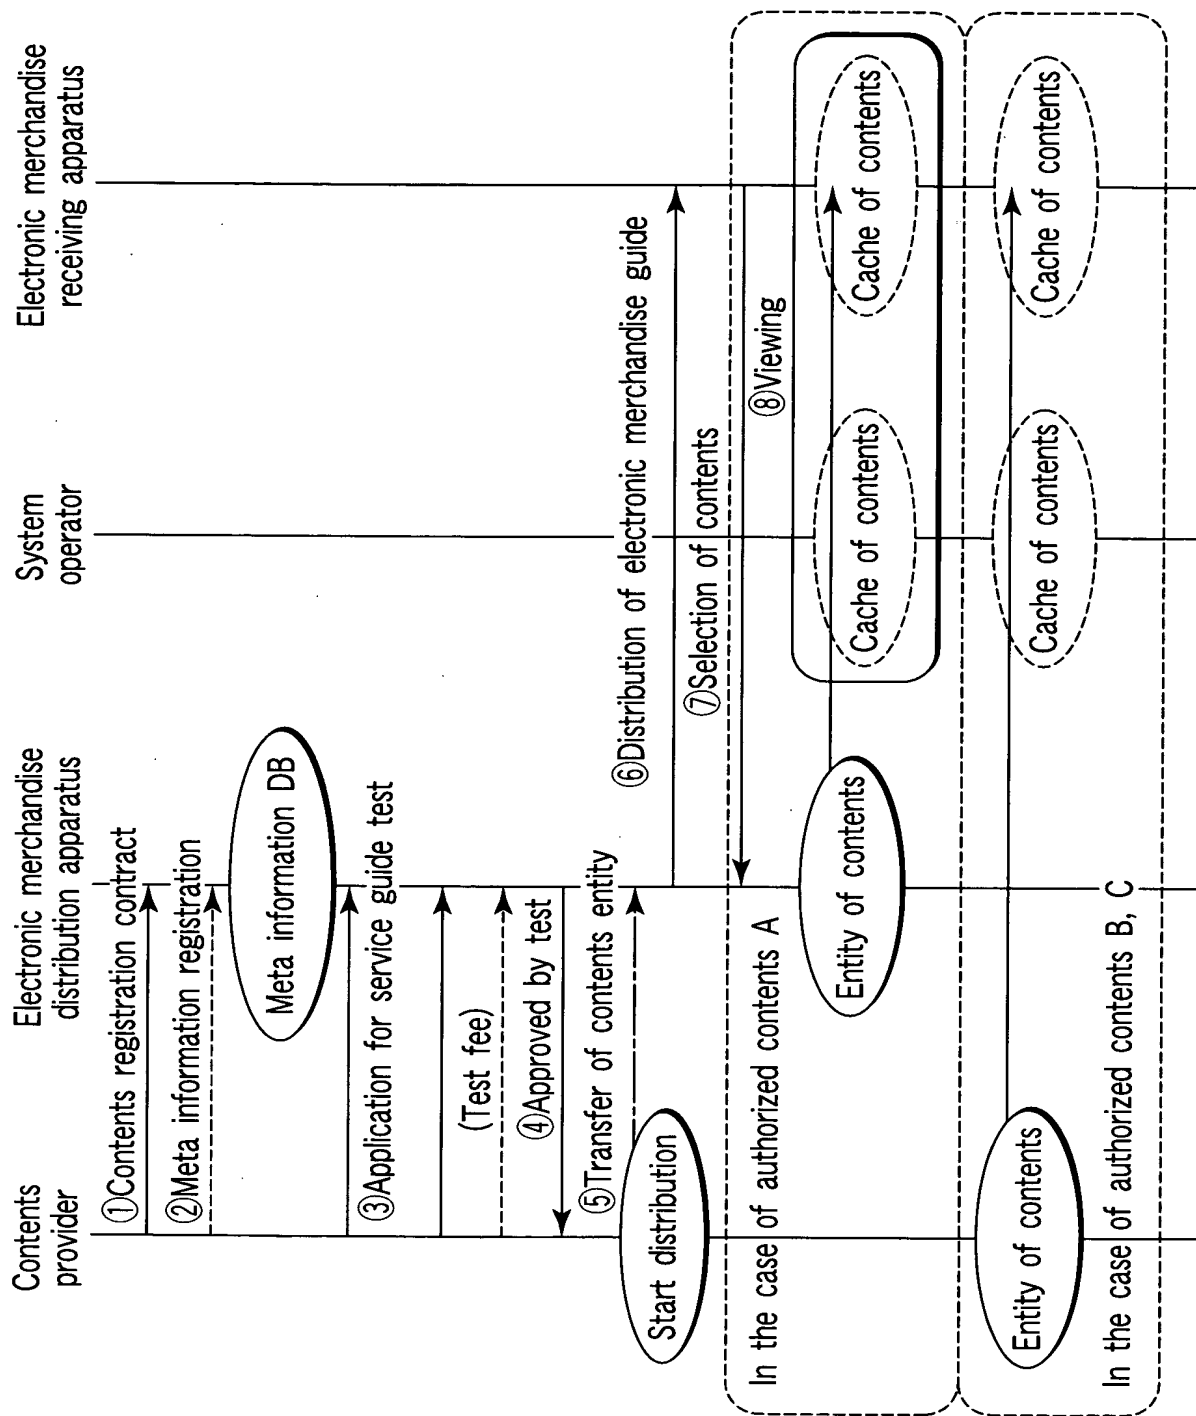 Contents
provider
Electronic merchandise
distribution apparatus
System
operator
Electronic merchandise
receiving apparatus
①Contents registration contract
②Meta information registration
Meta information DB
③Application for service guide test
(Test fee)
④Approved by test
⑤Transfer of contents entity
Start distribution
⑥Distribution of electronic merchandise guide
⑦Selection of contents
In the case of authorized contents A
⑧Viewing
Entity of contents
Cache of contents
Cache of contents
Entity of contents
Cache of contents
Cache of contents
In the case of authorized contents B, C